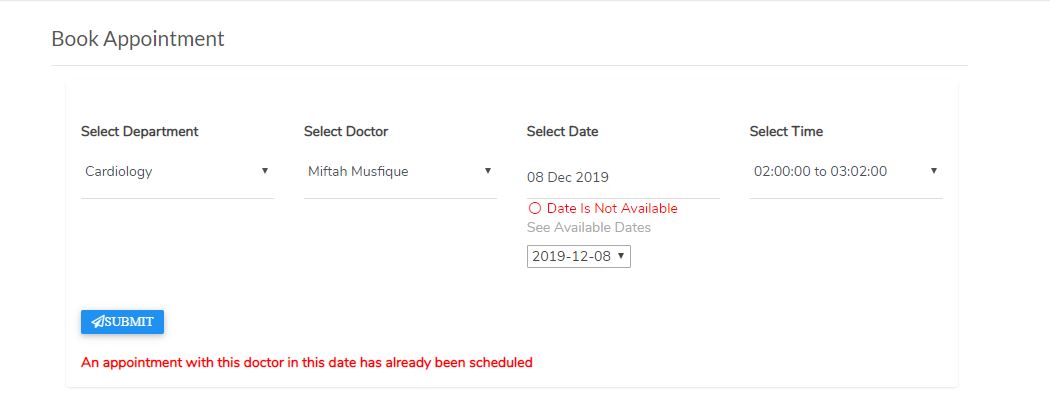 Book Appointment
Select Department
Select Doctor
Select Date
Select Time
Cardiology
Miftah Musfique
08 Dec 2019
02:00:00 to 03:02:00
Date Is Not Available
See Available Dates
2019-12-08
SUBMIT
An appointment with this doctor in this date has already been scheduled